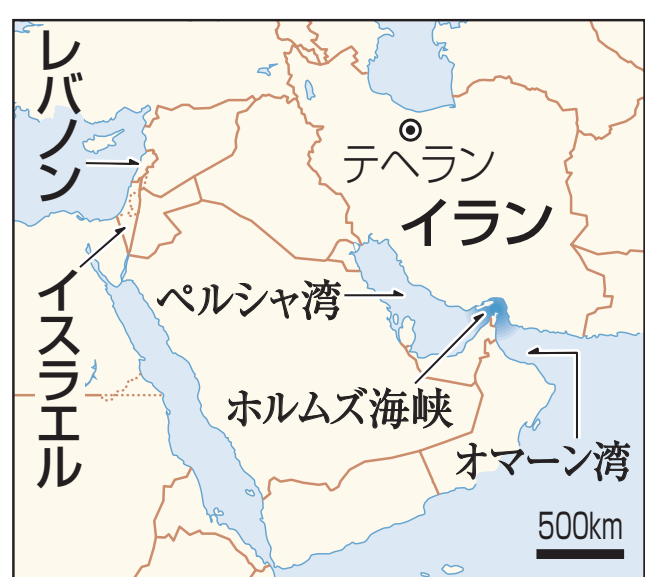 レバノン
テヘラン
イラン
ペルシャ湾
イスラエル
ホルムズ海峡
オマーン湾
500km